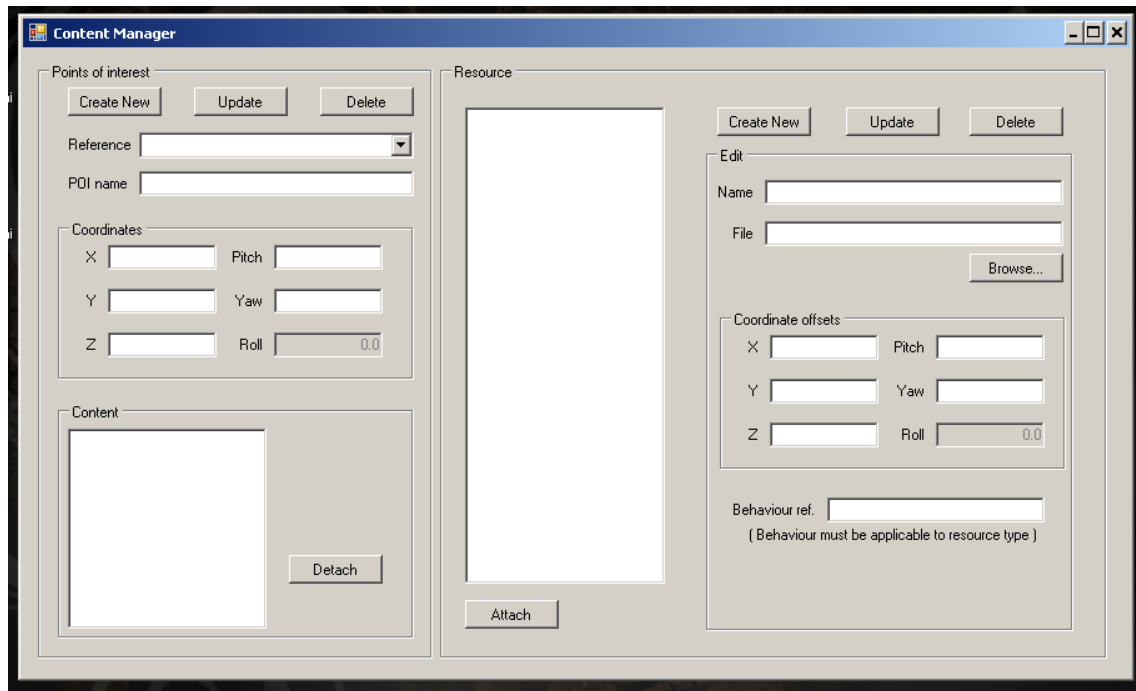 Content Manager
Points of interest
Create New Update Delete
Reference
POI name
Coordinates
X Pitch
Y Yaw
Z Roll 0.0
Content
Detach
Resource
Attach
Create New Update Delete
Edit
Name
File
Browse...
Coordinate offsets
X Pitch
Y Yaw
Z Roll 0.0
Behaviour ref.
( Behaviour must be applicable to resource type )